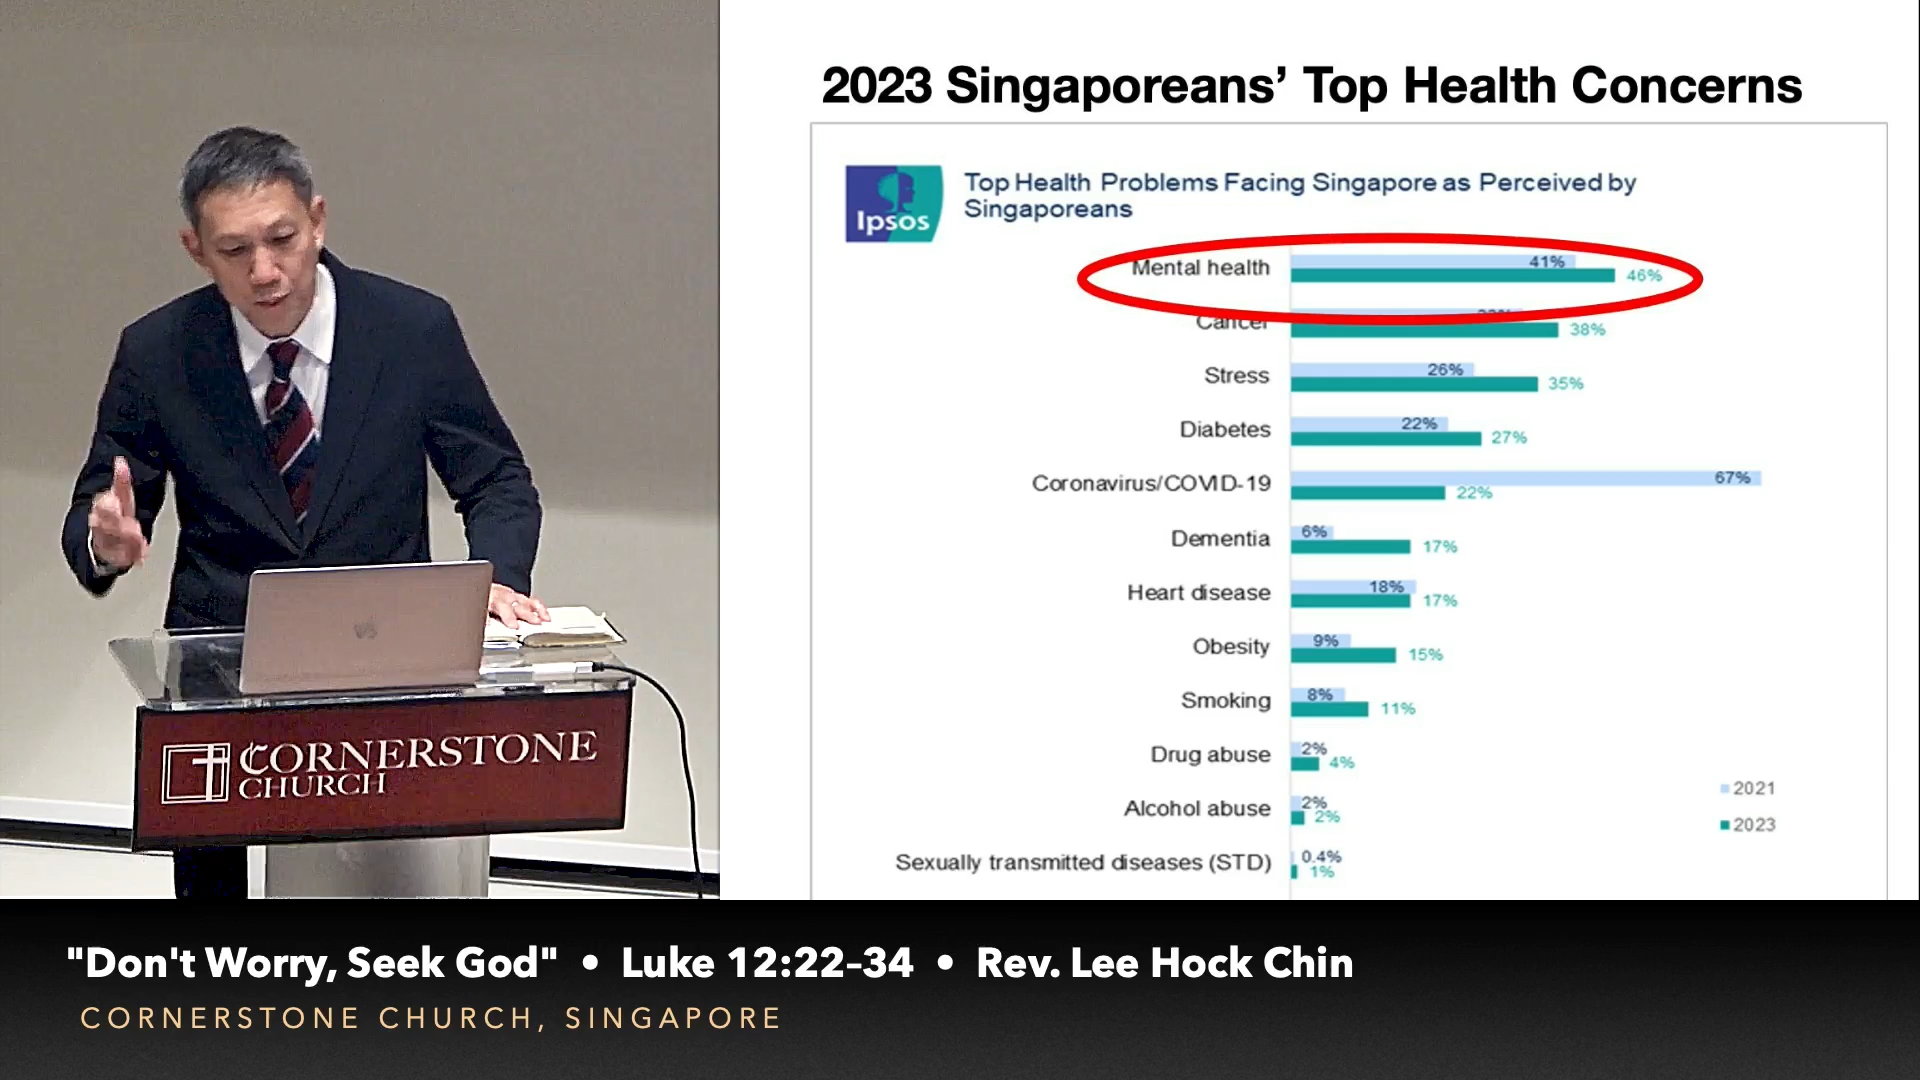 CORNERSTONE
CHURCH
2023 Singaporeans' Top Health Concerns
Ipsos
Top Health Problems Facing Singapore as Perceived by
Singaporeans
Mental health 41% 46%
Cancer 38%
Stress 26% 35%
Diabetes 22% 27%
Coronavirus/COVID-19 67% 22%
Dementia 6% 17%
Heart disease 18% 17%
Obesity 9% 15%
Smoking 8% 11%
Drug abuse 2% 4%
Alcohol abuse 2% 2%
Sexually transmitted diseases (STD) 0.4% 1%
2021
2023
"Don't Worry, Seek God" • Luke 12:22–34 • Rev. Lee Hock Chin
CORNERSTONE CHURCH, SINGAPORE